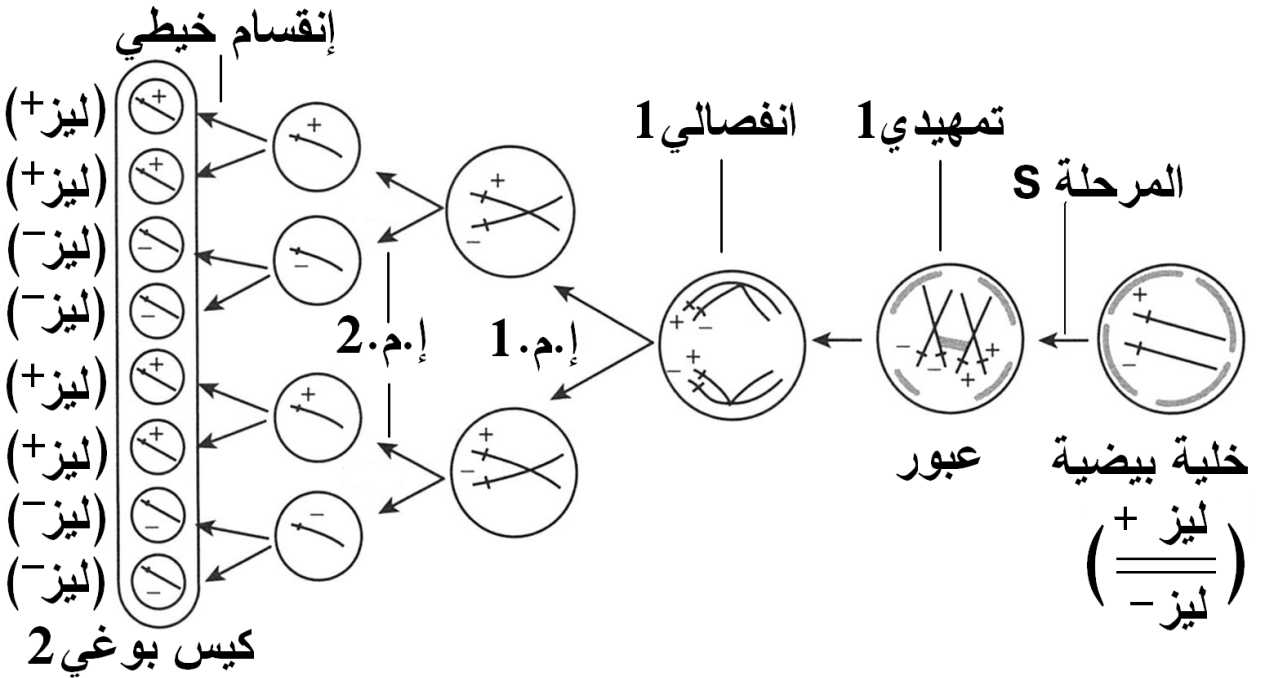 إنقسام خيطي
انفصالي1
تمهيدي1
المرحلة S
(ليز+)
(ليز+)
(ليز−)
(ليز−)
(ليز+)
(ليز+)
(ليز−)
(ليز−)
إ.م.1
إ.م.2
عبور
خلية بيضية
(ليز +
ليز −)
كيس بوغي2
+
+
−
−
+
+
−
−
+
−
+
−
+
−
+
−
+
−
+
−
−
−
+
+
+
−